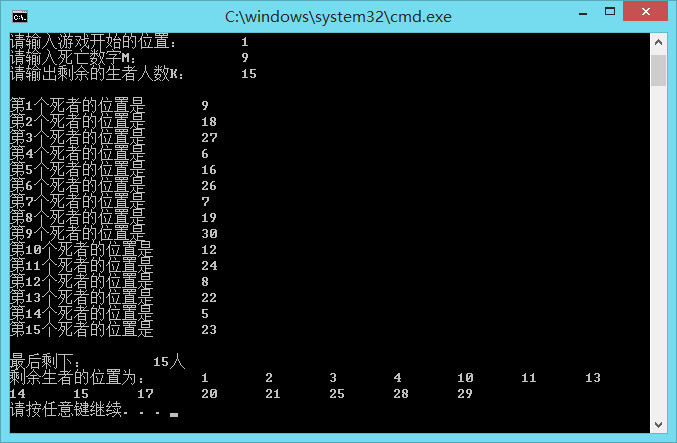 C:\windows\system32\cmd.exe
请输入游戏开始的位置: 1
请输入死亡数字M: 9
请输出剩余的生者人数K: 15
第1个死者的位置是 9
第2个死者的位置是 18
第3个死者的位置是 27
第4个死者的位置是 6
第5个死者的位置是 16
第6个死者的位置是 26
第7个死者的位置是 7
第8个死者的位置是 19
第9个死者的位置是 30
第10个死者的位置是 12
第11个死者的位置是 24
第12个死者的位置是 8
第13个死者的位置是 22
第14个死者的位置是 5
第15个死者的位置是 23
最后剩下: 15人
剩余生者的位置为: 1 2 3 4 10 11 13
14 15 17 20 21 25 28 29
请按任意键继续. . .